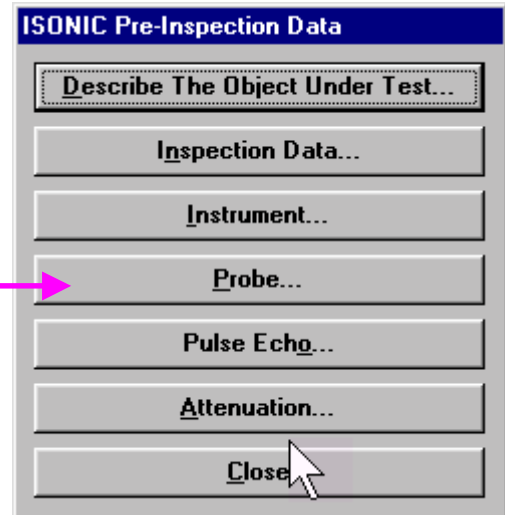 ISONIC Pre-Inspection Data
Describe The Object Under Test...
Inspection Data...
Instrument...
Probe...
Pulse Echo...
Attenuation...
Close